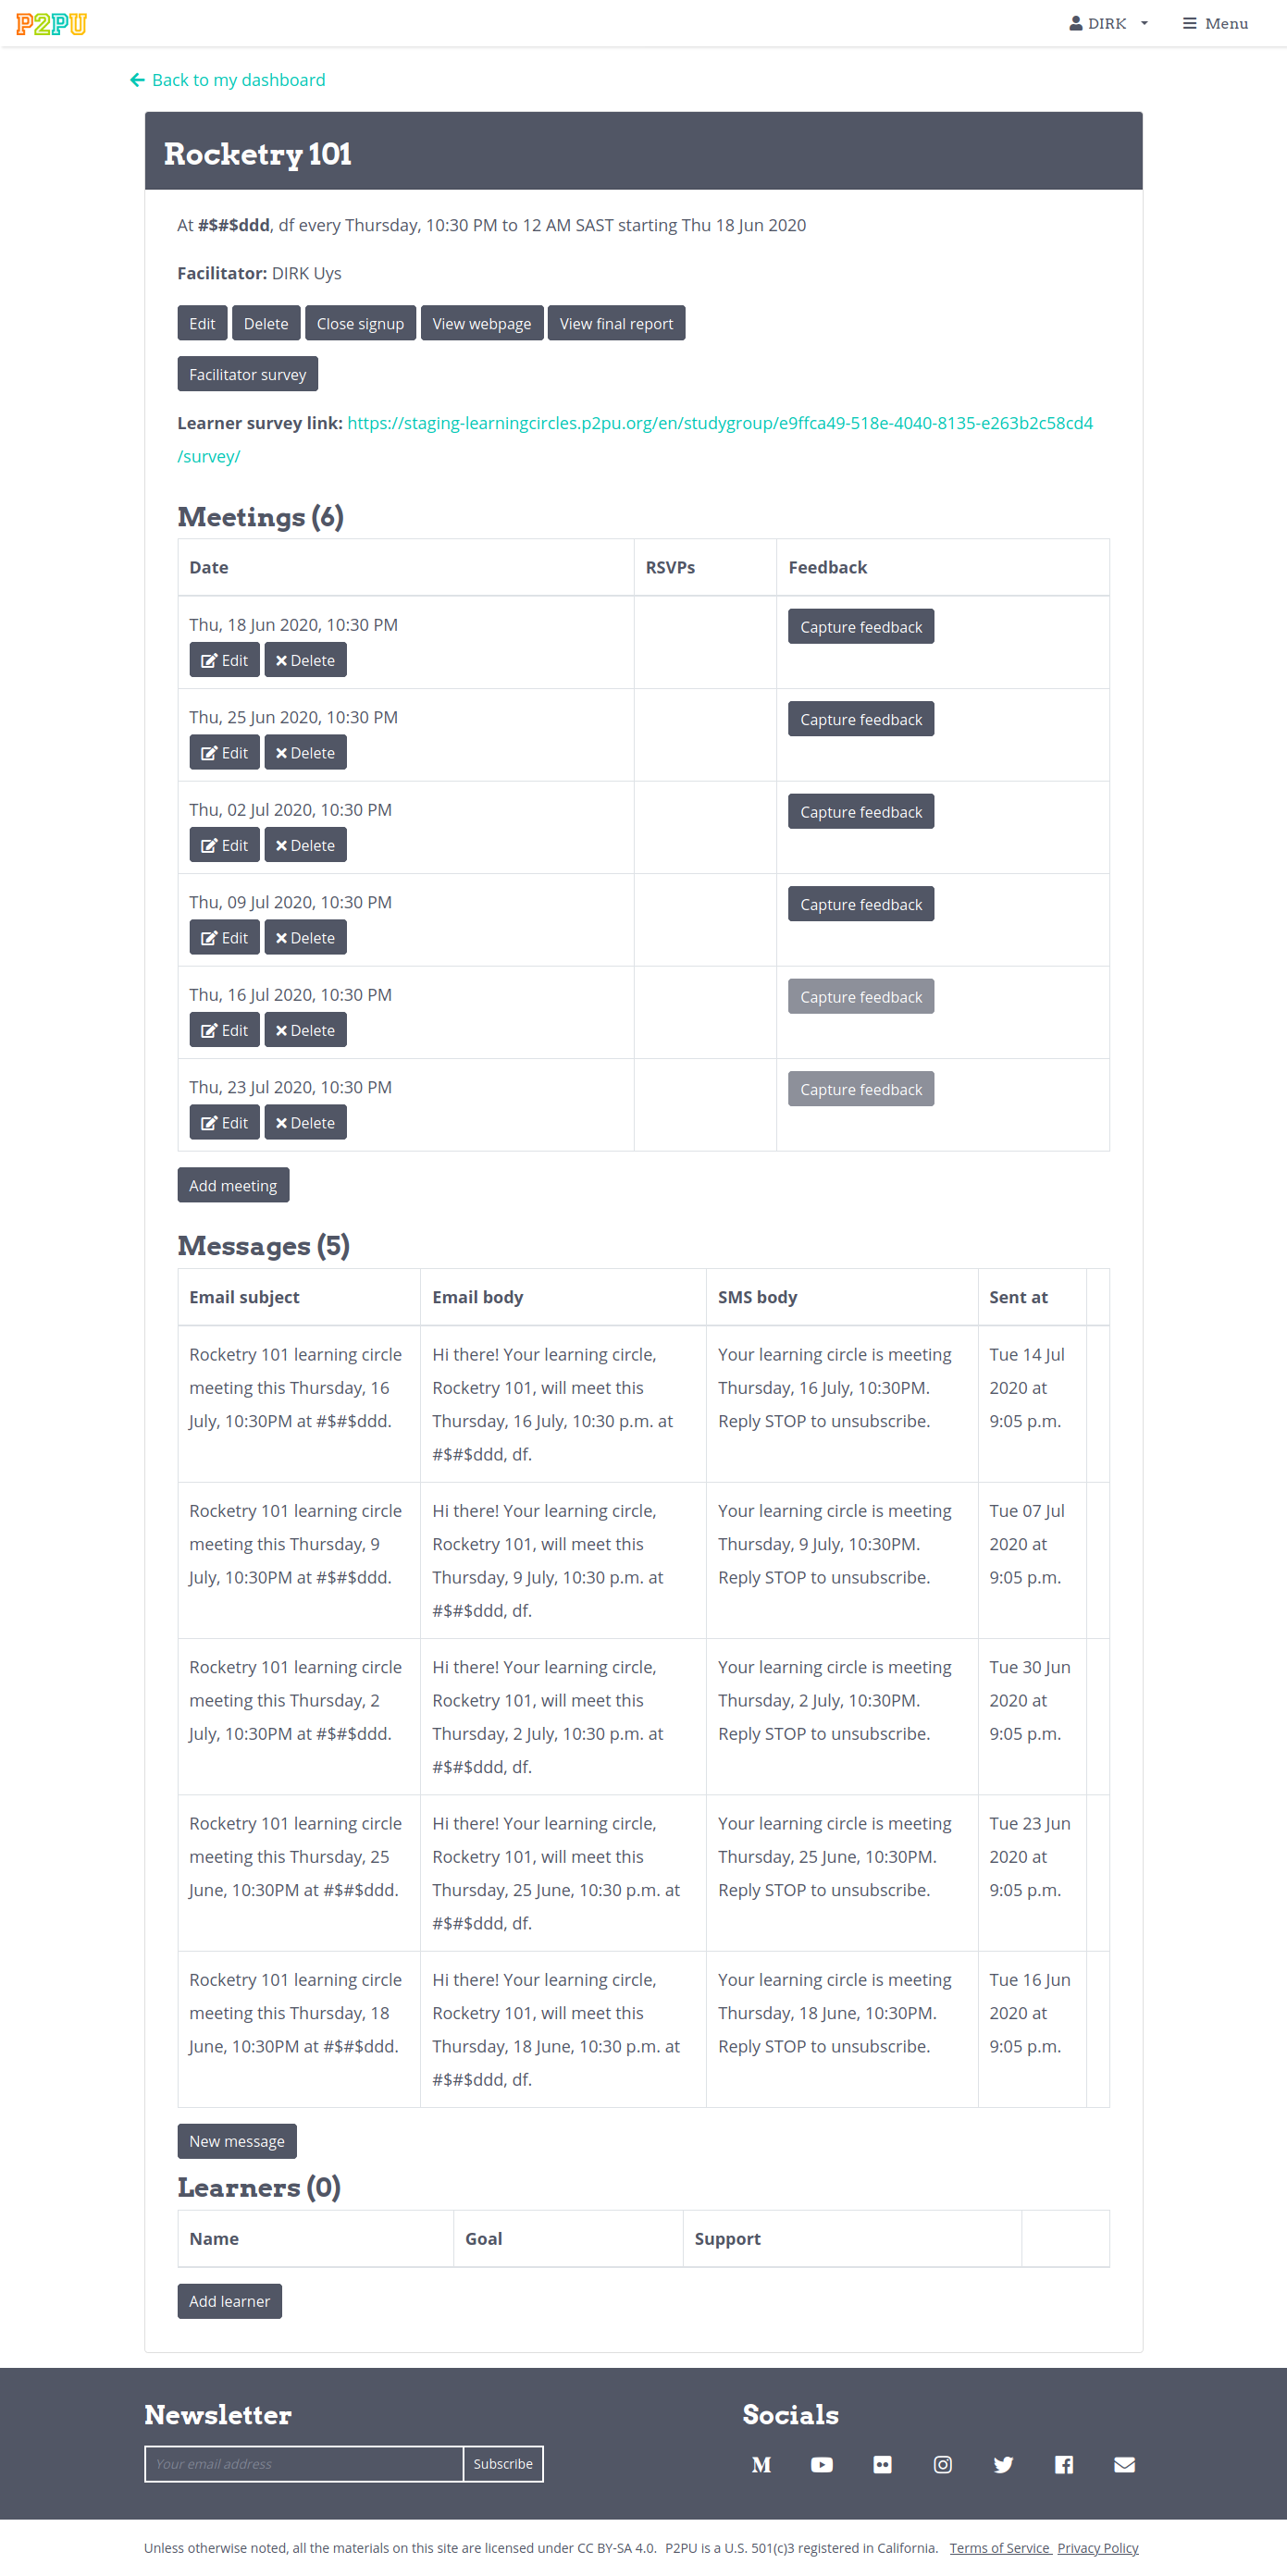 P2PU
DIRK
Menu
Back to my dashboard
Rocketry 101
At #$#$ddd, df every Thursday, 10:30 PM to 12 AM SAST starting Thu 18 Jun 2020
Facilitator: DIRK Uys
Edit
Delete
Close signup
View webpage
View final report
Facilitator survey
Learner survey link: https://staging-learningcircles.p2pu.org/en/studygroup/e9ffca49-518e-4040-8135-e263b2c58cd4
/survey/
Meetings (6)
Date
RSVPs
Feedback
Thu, 18 Jun 2020, 10:30 PM
Edit
Delete
Capture feedback
Thu, 25 Jun 2020, 10:30 PM
Edit
Delete
Capture feedback
Thu, 02 Jul 2020, 10:30 PM
Edit
Delete
Capture feedback
Thu, 09 Jul 2020, 10:30 PM
Edit
Delete
Capture feedback
Thu, 16 Jul 2020, 10:30 PM
Edit
Delete
Capture feedback
Thu, 23 Jul 2020, 10:30 PM
Edit
Delete
Capture feedback
Add meeting
Messages (5)
Email subject
Email body
SMS body
Sent at
Rocketry 101 learning circle
meeting this Thursday, 16
July, 10:30PM at #$#$ddd.
Hi there! Your learning circle,
Rocketry 101, will meet this
Thursday, 16 July, 10:30 p.m. at
#$#$ddd, df.
Your learning circle is meeting
Thursday, 16 July, 10:30PM.
Reply STOP to unsubscribe.
Tue 14 Jul
2020 at
9:05 p.m.
Rocketry 101 learning circle
meeting this Thursday, 9
July, 10:30PM at #$#$ddd.
Hi there! Your learning circle,
Rocketry 101, will meet this
Thursday, 9 July, 10:30 p.m. at
#$#$ddd, df.
Your learning circle is meeting
Thursday, 9 July, 10:30PM.
Reply STOP to unsubscribe.
Tue 07 Jul
2020 at
9:05 p.m.
Rocketry 101 learning circle
meeting this Thursday, 2
July, 10:30PM at #$#$ddd.
Hi there! Your learning circle,
Rocketry 101, will meet this
Thursday, 2 July, 10:30 p.m. at
#$#$ddd, df.
Your learning circle is meeting
Thursday, 2 July, 10:30PM.
Reply STOP to unsubscribe.
Tue 30 Jun
2020 at
9:05 p.m.
Rocketry 101 learning circle
meeting this Thursday, 25
June, 10:30PM at #$#$ddd.
Hi there! Your learning circle,
Rocketry 101, will meet this
Thursday, 25 June, 10:30 p.m. at
#$#$ddd, df.
Your learning circle is meeting
Thursday, 25 June, 10:30PM.
Reply STOP to unsubscribe.
Tue 23 Jun
2020 at
9:05 p.m.
Rocketry 101 learning circle
meeting this Thursday, 18
June, 10:30PM at #$#$ddd.
Hi there! Your learning circle,
Rocketry 101, will meet this
Thursday, 18 June, 10:30 p.m. at
#$#$ddd, df.
Your learning circle is meeting
Thursday, 18 June, 10:30PM.
Reply STOP to unsubscribe.
Tue 16 Jun
2020 at
9:05 p.m.
New message
Learners (0)
Name
Goal
Support
Add learner
Newsletter
Your email address
Subscribe
Socials
Unless otherwise noted, all the materials on this site are licensed under CC BY-SA 4.0. P2PU is a U.S. 501(c)3 registered in California. Terms of Service Privacy Policy